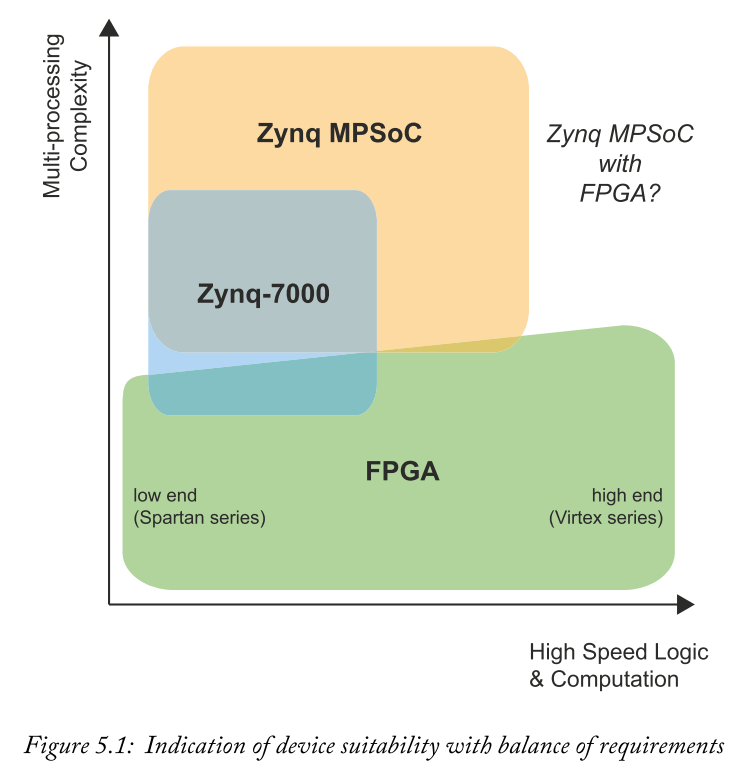 Multi-processing
Complexity
Zynq MPSoC
Zynq MPSoC
with
FPGA?
Zynq-7000
FPGA
low end
(Spartan series)
high end
(Virtex series)
High Speed Logic
& Computation
Figure 5.1: Indication of device suitability with balance of requirements